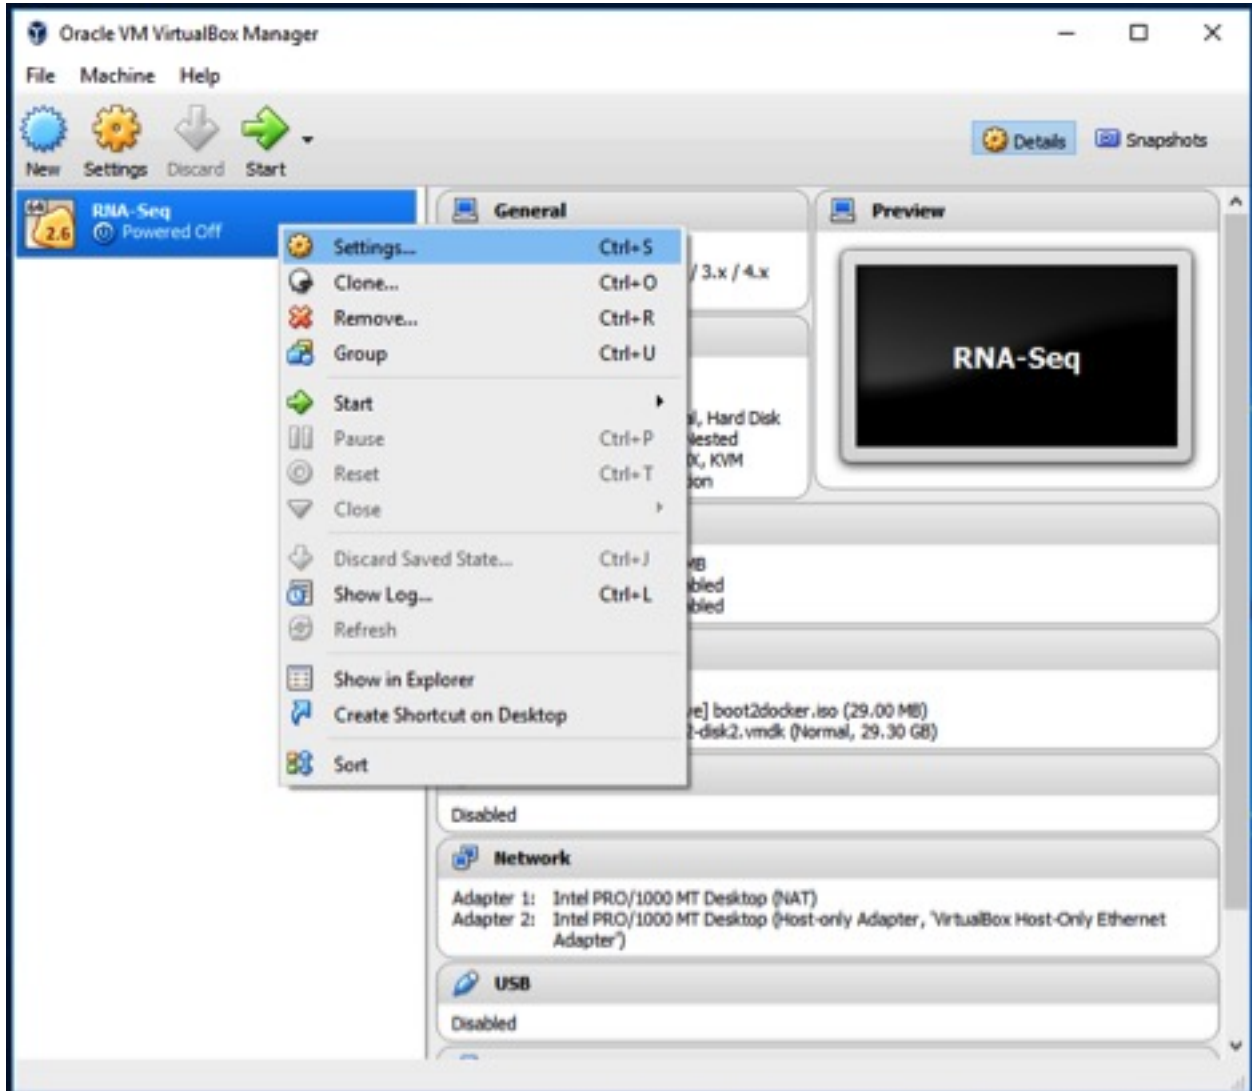 Oracle VM VirtualBox Manager
File Machine Help
New Settings Discard Start
Details Snapshots
64
2.6
RNA-Seq
Powered Off
Settings... Ctrl+S
Clone... Ctrl+O
Remove... Ctrl+R
Group Ctrl+U
Start
Pause Ctrl+P
Reset Ctrl+T
Close
Discard Saved State... Ctrl+J
Show Log... Ctrl+L
Refresh
Show in Explorer
Create Shortcut on Desktop
Sort
General
/ 3.x / 4.x
Preview
RNA-Seq
Hard Disk
KVM
MB
boot2docker.iso (29.00 MB)
-disk2.vmdk (Normal, 29.30 GB)
Disabled
Network
Adapter 1: Intel PRO/1000 MT Desktop (NAT)
Adapter 2: Intel PRO/1000 MT Desktop (Host-only Adapter, 'VirtualBox Host-Only Ethernet
Adapter')
USB
Disabled